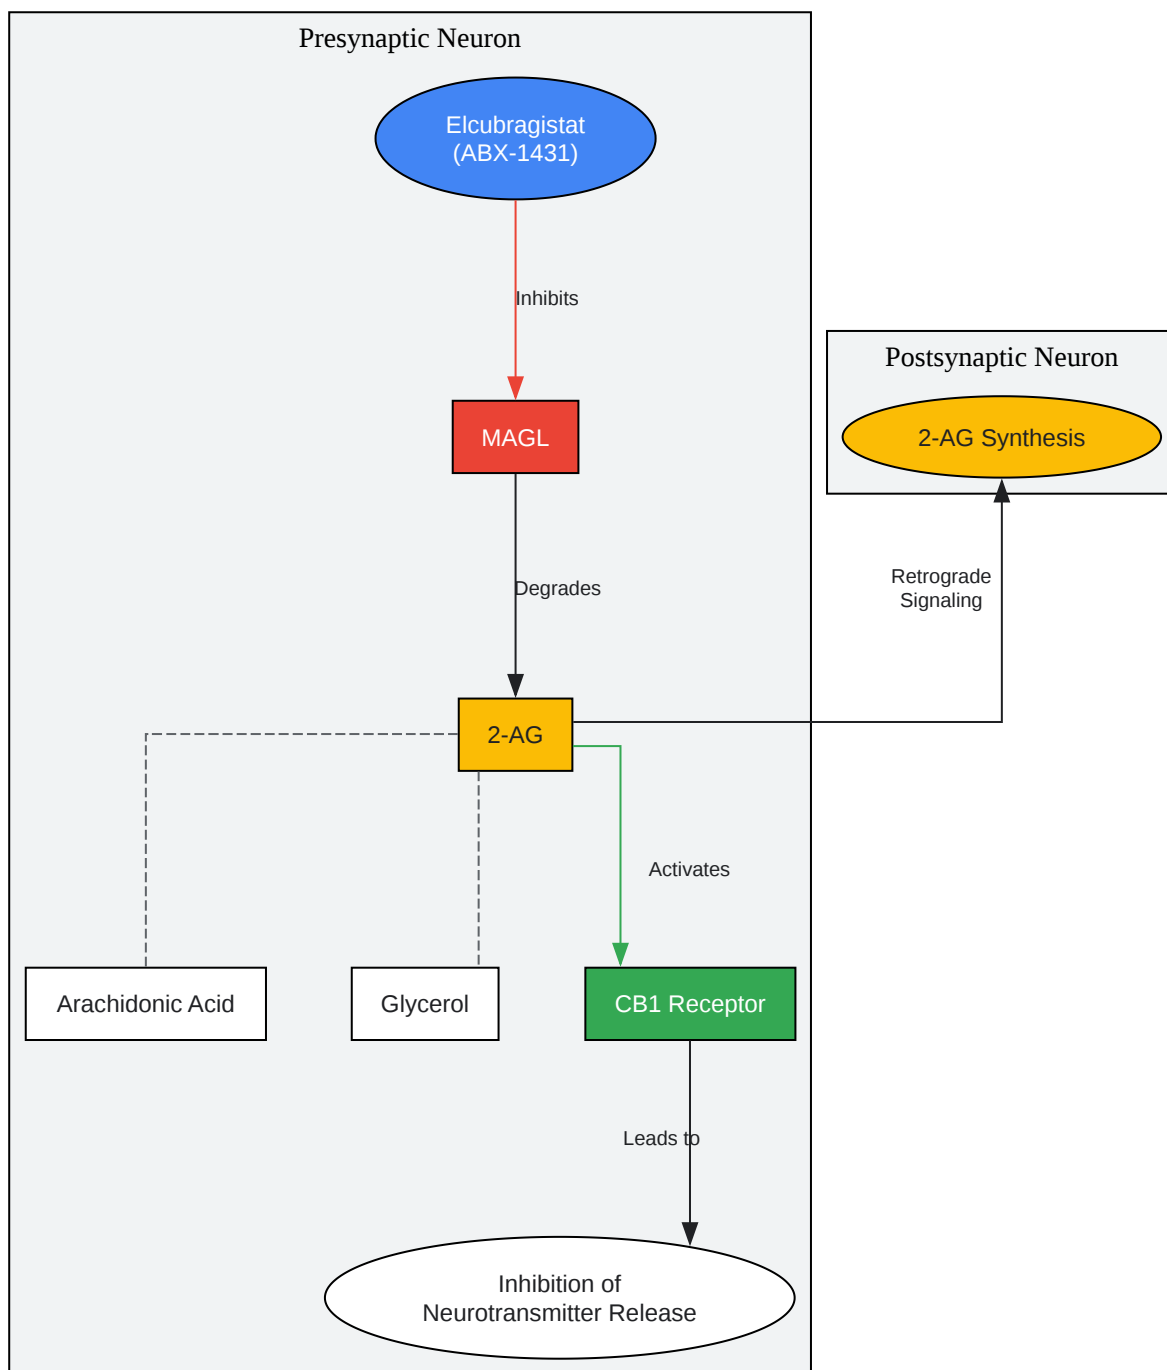 Presynaptic Neuron
Elcubragistat
(ABX-1431)
Inhibits
Postsynaptic Neuron
MAGL
2-AG Synthesis
Degrades
Retrograde
Signaling
2-AG
Activates
Arachidonic Acid
Glycerol
CB1 Receptor
Leads to
Inhibition of
Neurotransmitter Release